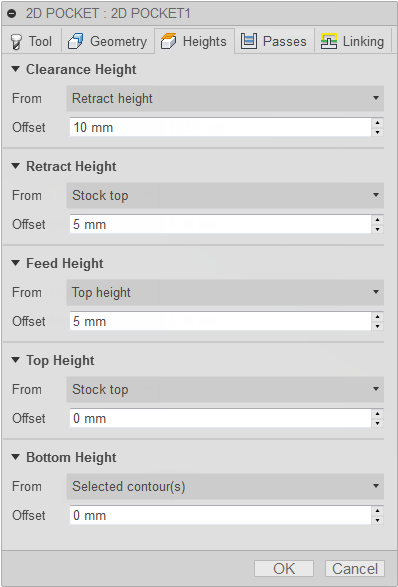 2D POCKET : 2D POCKET1
Tool Geometry Heights Passes Linking
Clearance Height
From Retract height
Offset 10 mm
Retract Height
From Stock top
Offset 5 mm
Feed Height
From Top height
Offset 5 mm
Top Height
From Stock top
Offset 0 mm
Bottom Height
From Selected contour(s)
Offset 0 mm
OK Cancel